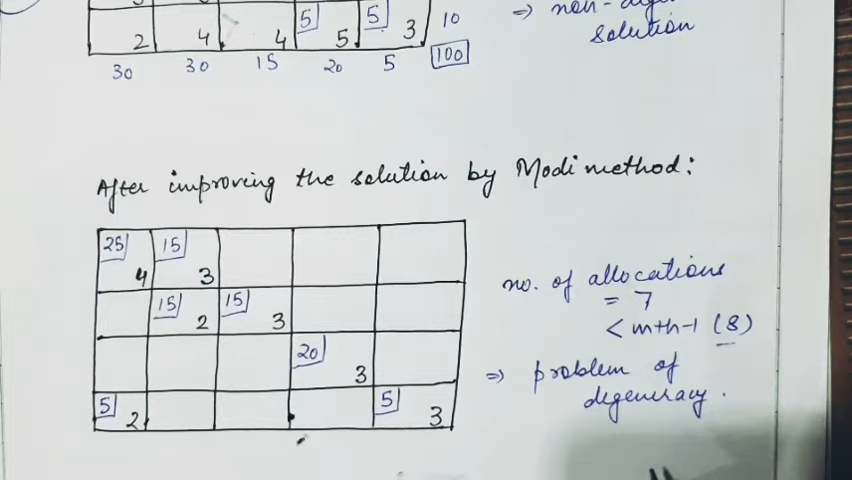 5 5 10 ⇒ non-
2 4 4 5 3 solution
30 30 15 20 5 100
After improving the solution by Modi method:
25 15
4 3
15 15
2 3
20
3
5 5
2 3
no. of allocations
= 7
< m+n-1 (8)
⇒ problem of
degeneracy.